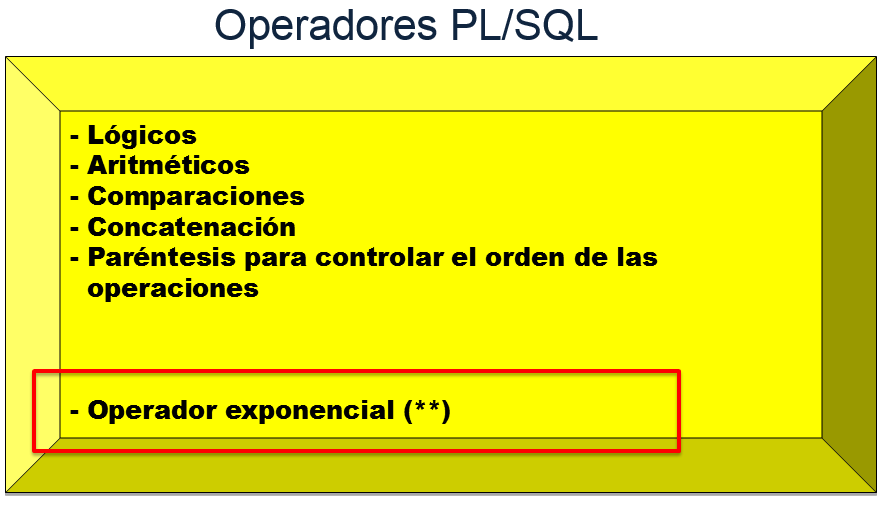 Operadores PL/SQL
- Lógicos
- Aritméticos
- Comparaciones
- Concatenación
- Paréntesis para controlar el orden de las
operaciones
- Operador exponencial (**)